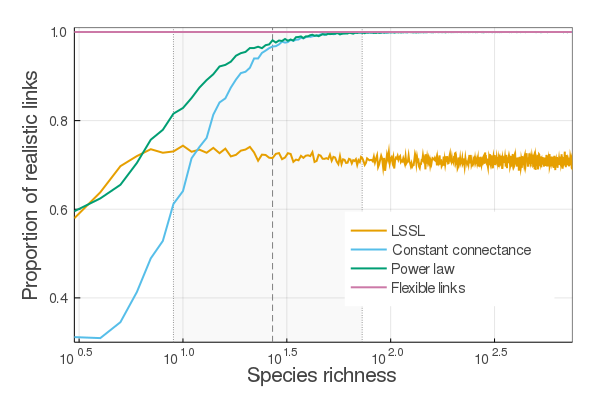 1.0
0.8
0.6
0.4
Proportion of realistic links
LSSL
Constant connectance
Power law
Flexible links
10^0.5 10^1.0 10^1.5 10^2.0 10^2.5
Species richness